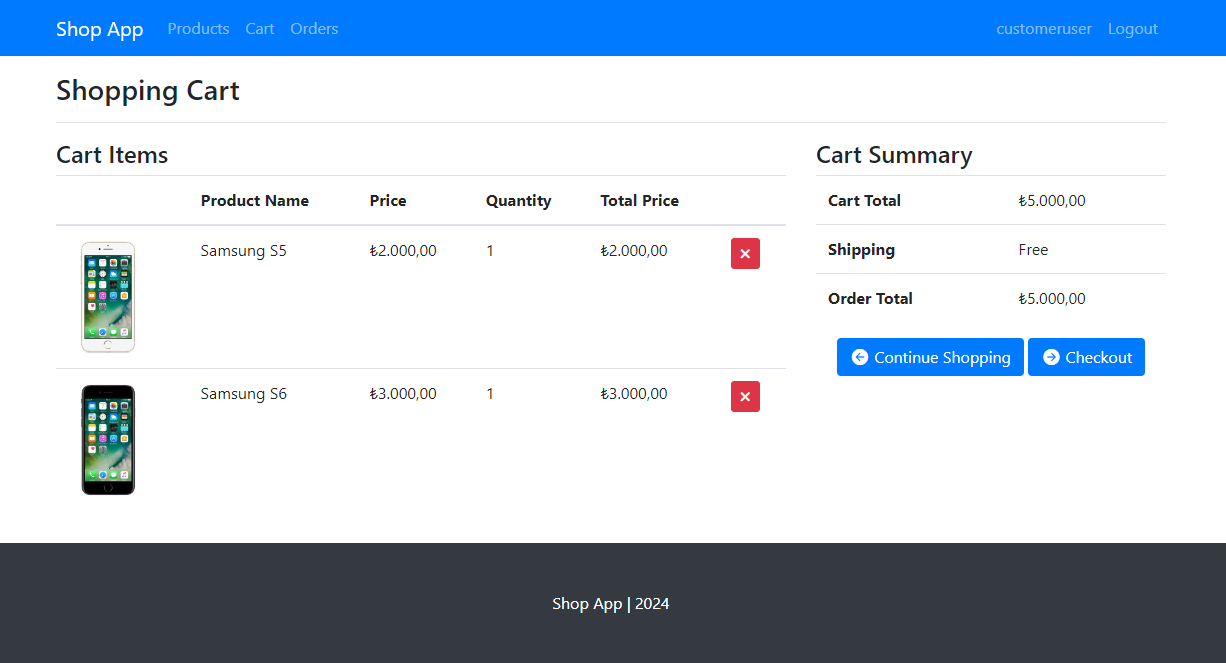 Shop App Products Cart Orders customeruser Logout
Shopping Cart
Cart Items
Product Name Price Quantity Total Price
Samsung S5 ₺2.000,00 1 ₺2.000,00
Samsung S6 ₺3.000,00 1 ₺3.000,00
Cart Summary
Cart Total ₺5.000,00
Shipping Free
Order Total ₺5.000,00
Continue Shopping Checkout
Shop App | 2024